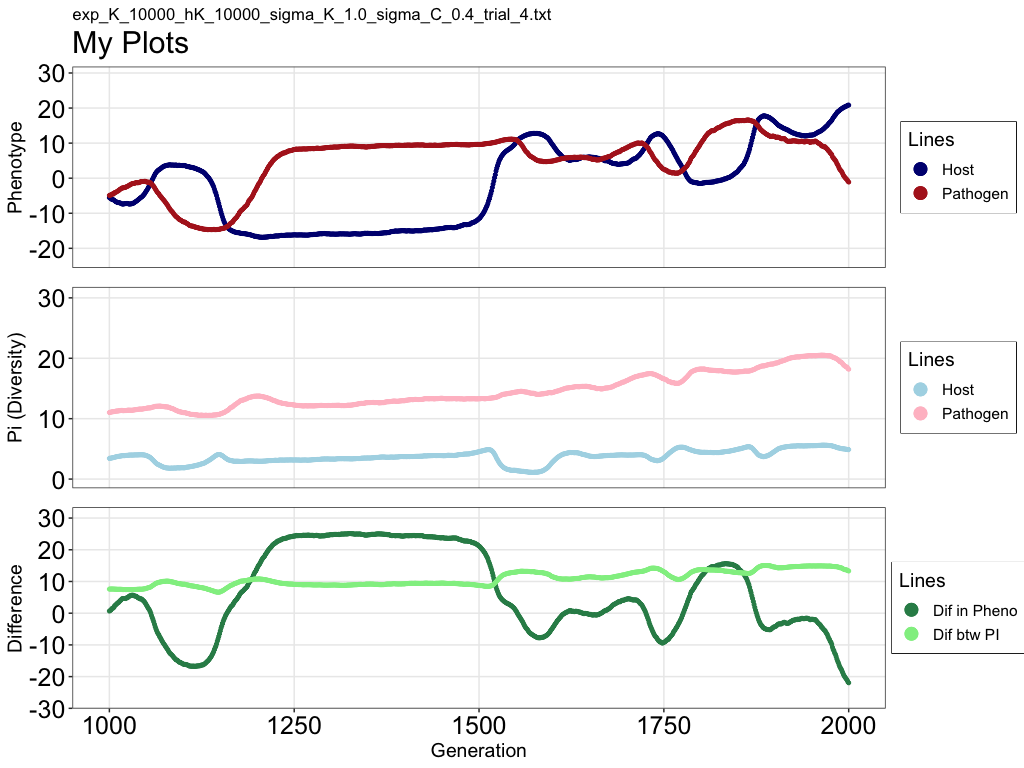 exp_K_10000_hK_10000_sigma_K_1.0_sigma_C_0.4_trial_4.txt
My Plots
30
20
10
0
-10
-20
Phenotype
Lines
Host
Pathogen
30
20
10
0
Pi (Diversity)
Lines
Host
Pathogen
30
20
10
0
-10
-20
-30
Difference
Lines
Dif in Pheno
Dif btw PI
1000 1250 1500 1750 2000
Generation